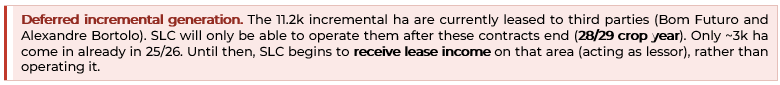 Deferred incremental generation. The 11.2k incremental ha are currently leased to third parties (Bom Futuro and
Alexandre Bortolo). SLC will only be able to operate them after these contracts end (28/29 crop year). Only ~3k ha
come in already in 25/26. Until then, SLC begins to receive lease income on that area (acting as lessor), rather than
operating it.